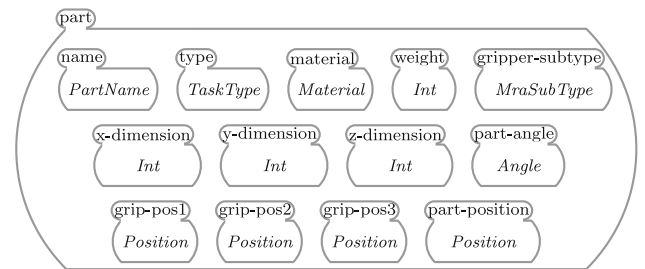 part
name type material weight gripper-subtype
PartName TaskType Material Int MraSubType
x-dimension y-dimension z-dimension part-angle
Int Int Int Angle
grip-pos1 grip-pos2 grip-pos3 part-position
Position Position Position Position